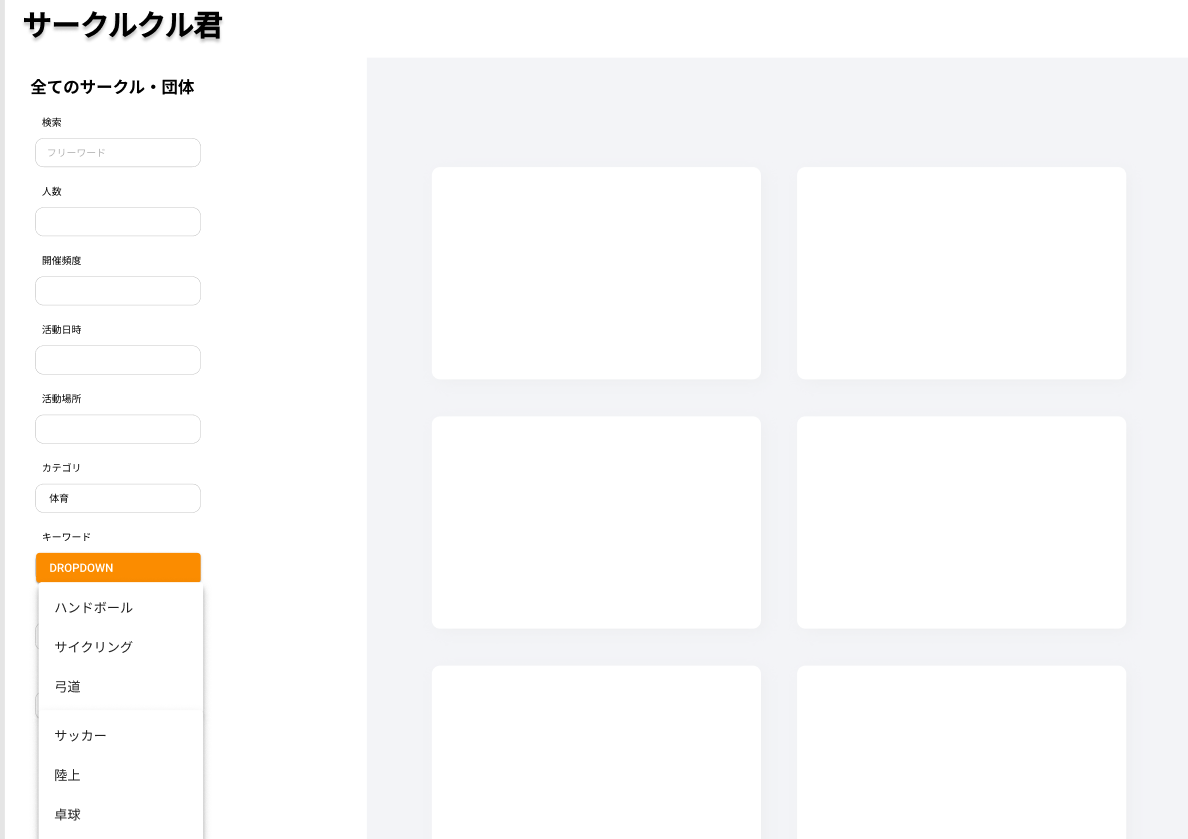 サークルクル君
全てのサークル・団体
検索
フリーワード
人数
開催頻度
活動日時
活動場所
カテゴリ
体育
キーワード
DROPDOWN
ハンドボール
サイクリング
弓道
サッカー
陸上
卓球